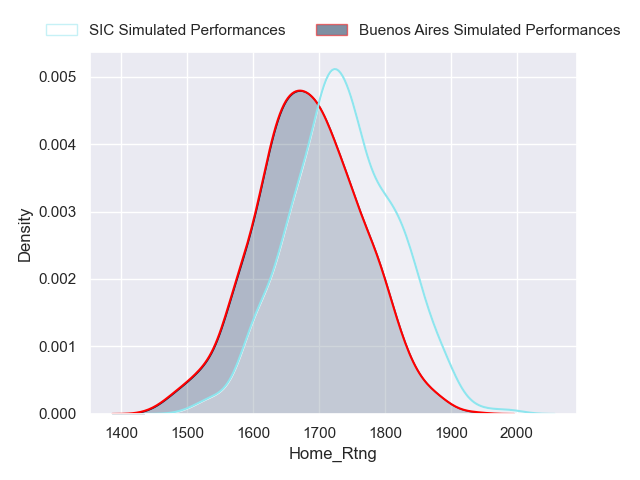 SIC Simulated Performances Buenos Aires Simulated Performances
0.005
0.004
0.003
0.002
0.001
0.000
Density
1400 1500 1600 1700 1800 1900 2000
Home_Rtng